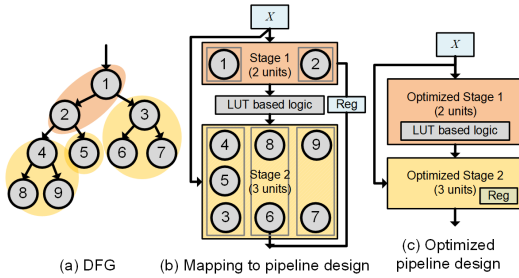 1
2
3
4
5
6
7
8
9
(a) DFG
X
Stage 1
(2 units)
1
2
LUT based logic
Reg
4
8
9
5
Stage 2
(3 units)
3
6
7
(b) Mapping to pipeline design
X
Optimized Stage 1
(2 units)
LUT based logic
Optimized Stage 2
(3 units)
Reg
(c) Optimized
pipeline design